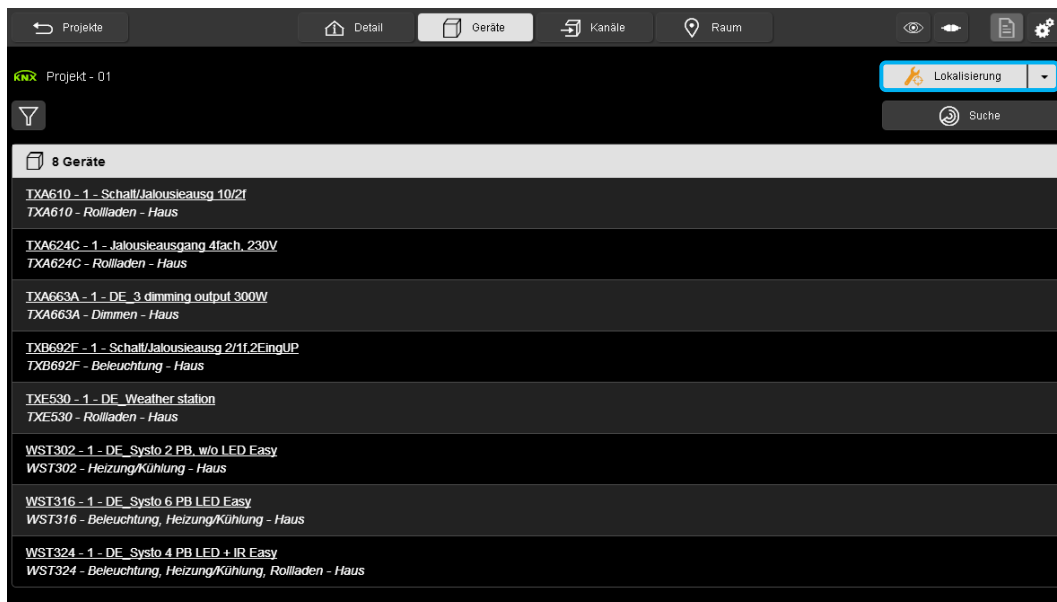 Projekte
Detail
Geräte
Kanäle
Raum
KNX Projekt - 01
Lokalisierung
Suche
8 Geräte
TXA610 - 1 - Schalt/Jalousieausg 10/2f
TXA610 - Rollladen - Haus
TXA624C - 1 - Jalousieausgang 4fach, 230V
TXA624C - Rollladen - Haus
TXA663A - 1 - DE_3 dimming output 300W
TXA663A - Dimmen - Haus
TXB692F - 1 - Schalt/Jalousieausg 2/1f,2EingUP
TXB692F - Beleuchtung - Haus
TXE530 - 1 - DE_Weather station
TXE530 - Rollladen - Haus
WST302 - 1 - DE_Systo 2 PB, w/o LED Easy
WST302 - Heizung/Kühlung - Haus
WST316 - 1 - DE_Systo 6 PB LED Easy
WST316 - Beleuchtung, Heizung/Kühlung - Haus
WST324 - 1 - DE_Systo 4 PB LED + IR Easy
WST324 - Beleuchtung, Heizung/Kühlung, Rollladen - Haus